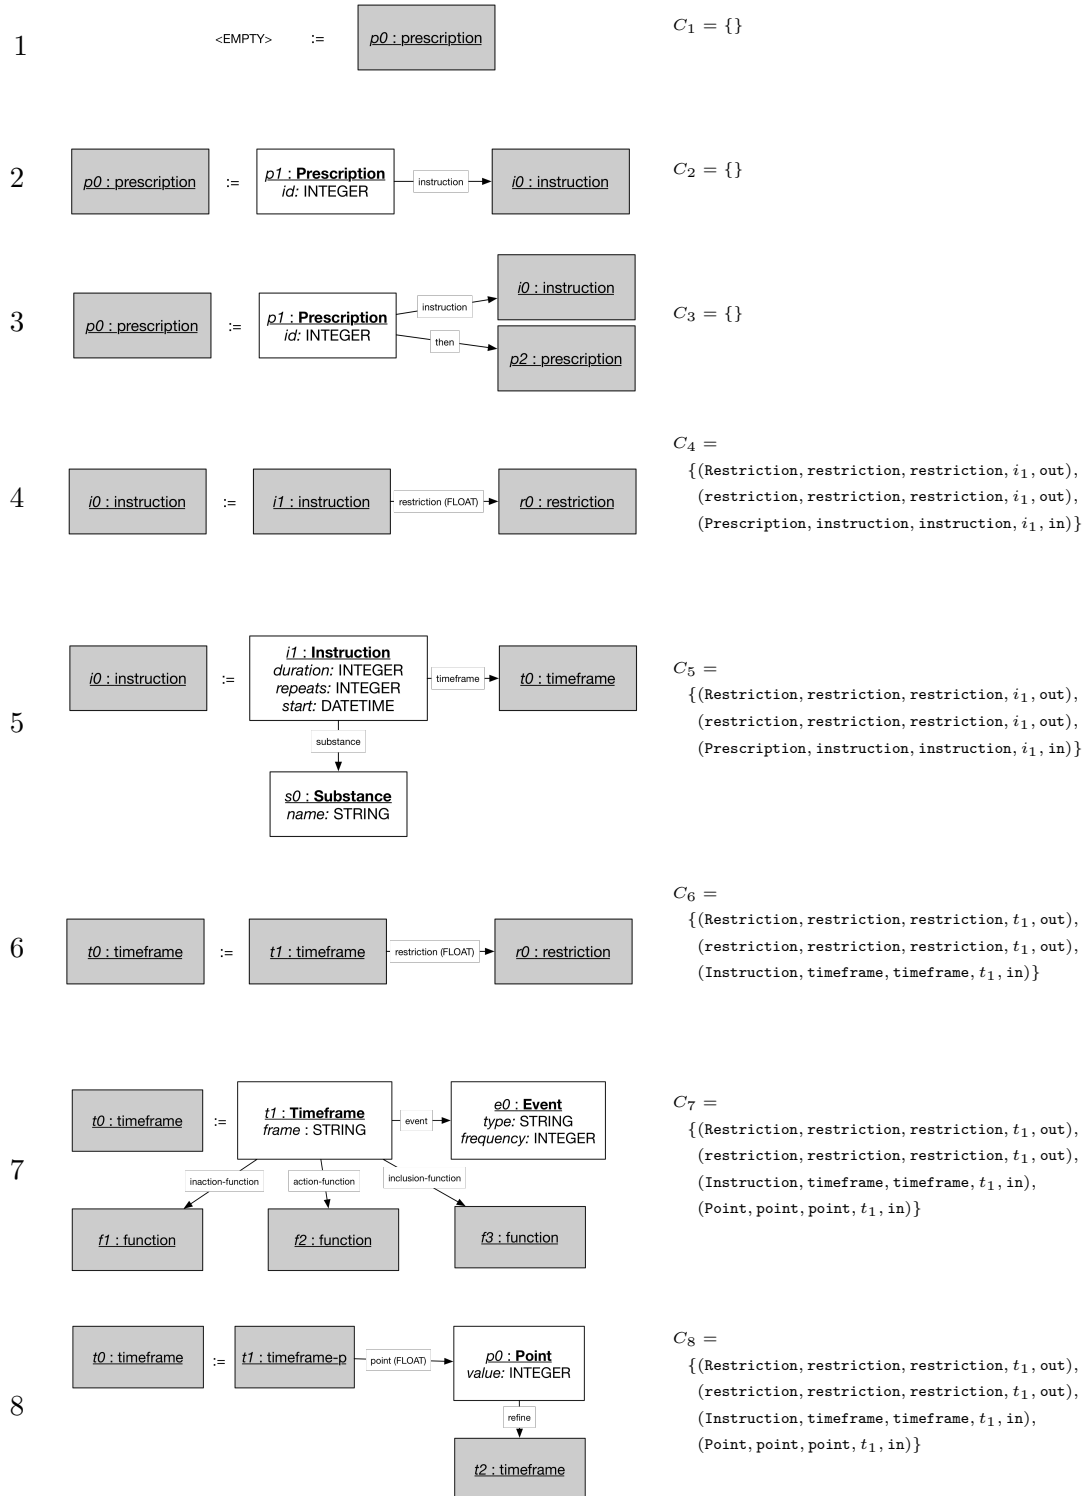 1
<EMPTY> := p0 : prescription
C1 = {}
2
p0 : prescription := p1 : Prescription
id: INTEGER
instruction
i0 : instruction
C2 = {}
3
p0 : prescription := p1 : Prescription
id: INTEGER
instruction
i0 : instruction
then
p2 : prescription
C3 = {}
4
i0 : instruction := i1 : instruction restriction (FLOAT) r0 : restriction
C4 =
{(Restriction, restriction, restriction, i1, out),
(restriction, restriction, restriction, i1, out),
(Prescription, instruction, instruction, i1, in)}
5
i0 : instruction := i1 : Instruction
duration: INTEGER
repeats: INTEGER
start: DATETIME
timeframe
t0 : timeframe
substance
s0 : Substance
name: STRING
C5 =
{(Restriction, restriction, restriction, i1, out),
(restriction, restriction, restriction, i1, out),
(Prescription, instruction, instruction, i1, in)}
6
t0 : timeframe := t1 : timeframe restriction (FLOAT) r0 : restriction
C6 =
{(Restriction, restriction, restriction, t1, out),
(restriction, restriction, restriction, t1, out),
(Instruction, timeframe, timeframe, t1, in)}
7
t0 : timeframe := t1 : Timeframe
frame : STRING
event
e0 : Event
type: STRING
frequency: INTEGER
inaction-function
action-function
inclusion-function
f1 : function
f2 : function
f3 : function
C7 =
{(Restriction, restriction, restriction, t1, out),
(restriction, restriction, restriction, t1, out),
(Instruction, timeframe, timeframe, t1, in),
(Point, point, point, t1, in)}
8
t0 : timeframe := t1 : timeframe-p point (FLOAT) p0 : Point
value: INTEGER
refine
t2 : timeframe
C8 =
{(Restriction, restriction, restriction, t1, out),
(restriction, restriction, restriction, t1, out),
(Instruction, timeframe, timeframe, t1, in),
(Point, point, point, t1, in)}